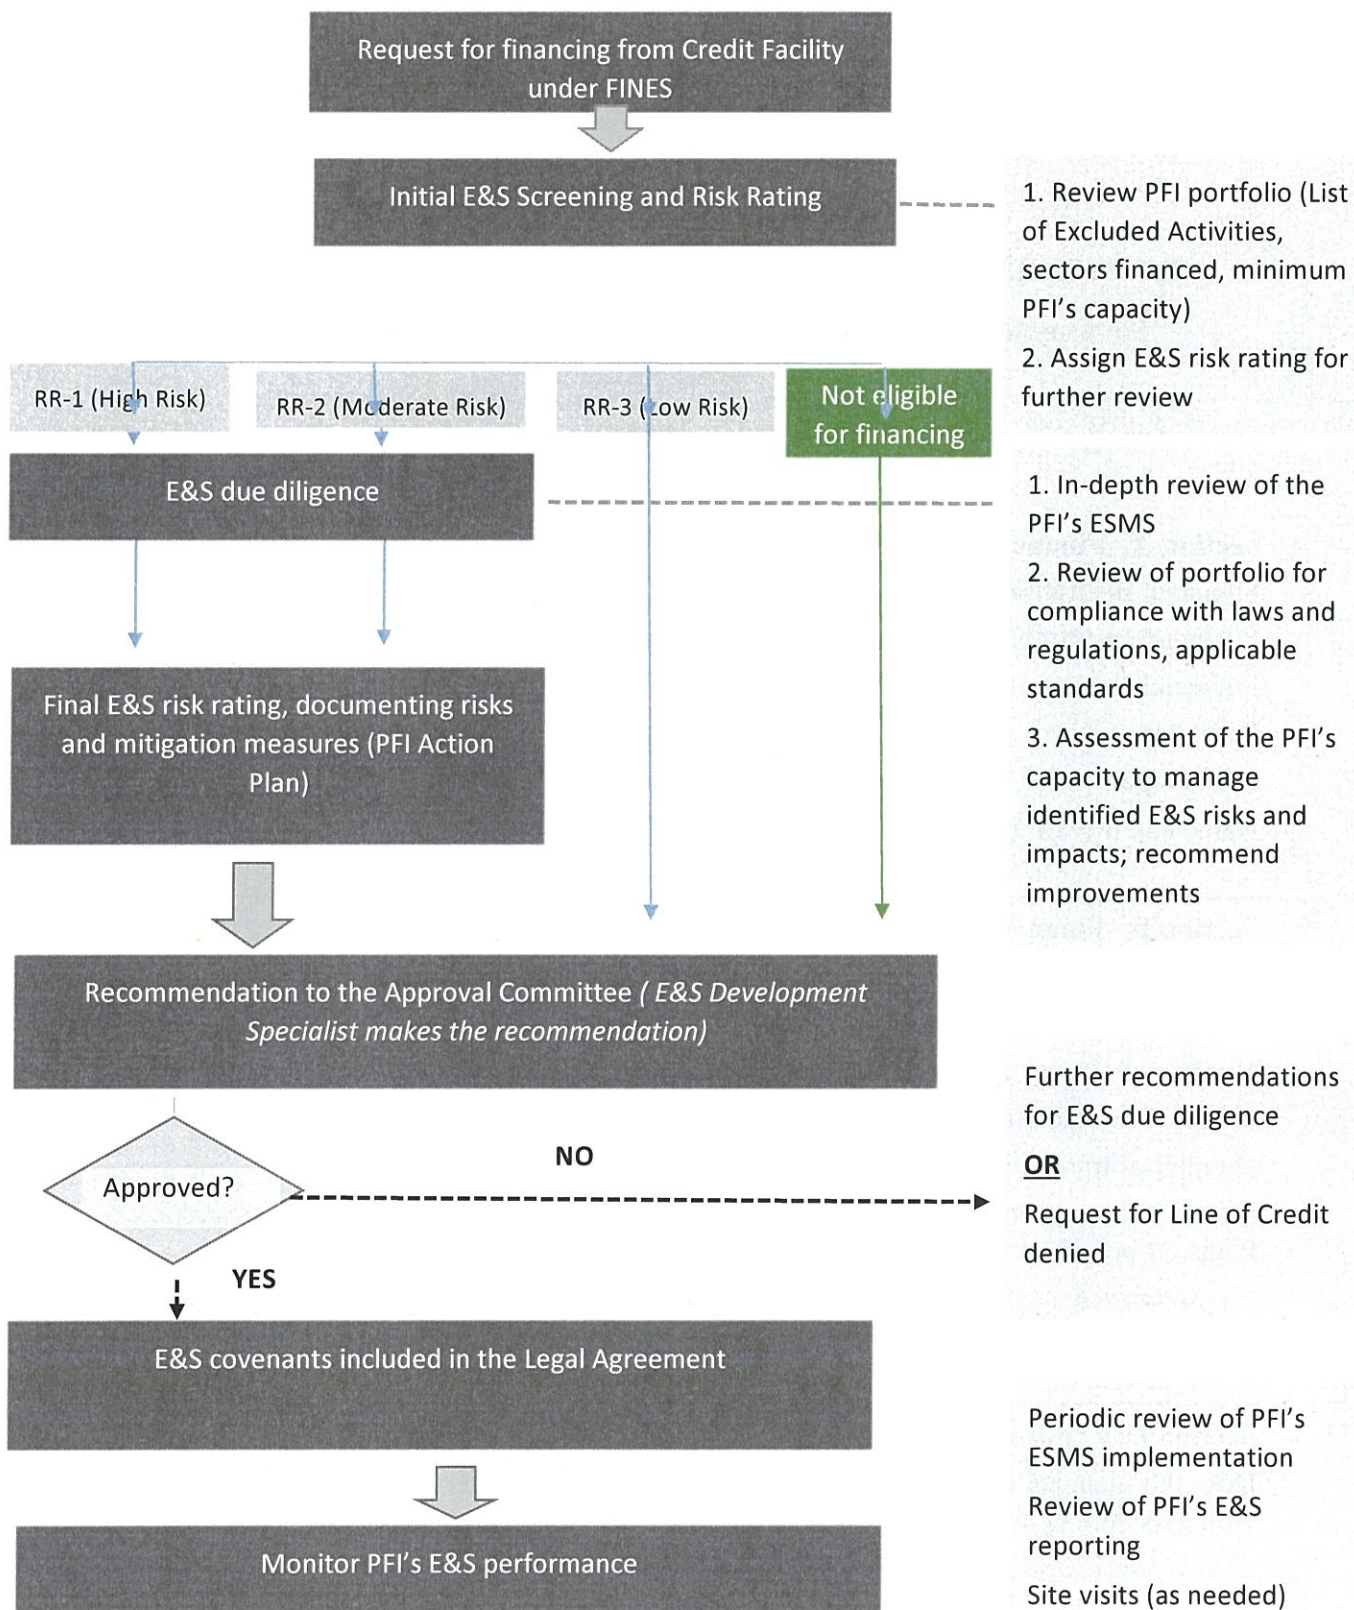 Request for financing from Credit Facility
under FINES
Initial E&S Screening and Risk Rating
1. Review PFI portfolio (List
of Excluded Activities,
sectors financed, minimum
PFI's capacity)
2. Assign E&S risk rating for
further review
RR-1 (High Risk)
RR-2 (Moderate Risk)
RR-3 (Low Risk)
Not eligible
for financing
E&S due diligence
1. In-depth review of the
PFI's ESMS
2. Review of portfolio for
compliance with laws and
regulations, applicable
standards
3. Assessment of the PFI's
capacity to manage
identified E&S risks and
impacts; recommend
improvements
Final E&S risk rating, documenting risks
and mitigation measures (PFI Action
Plan)
Recommendation to the Approval Committee ( E&S Development
Specialist makes the recommendation)
Further recommendations
for E&S due diligence
OR
Request for Line of Credit
denied
Approved?
NO
YES
E&S covenants included in the Legal Agreement
Periodic review of PFI's
ESMS implementation
Review of PFI's E&S
reporting
Site visits (as needed)
Monitor PFI's E&S performance